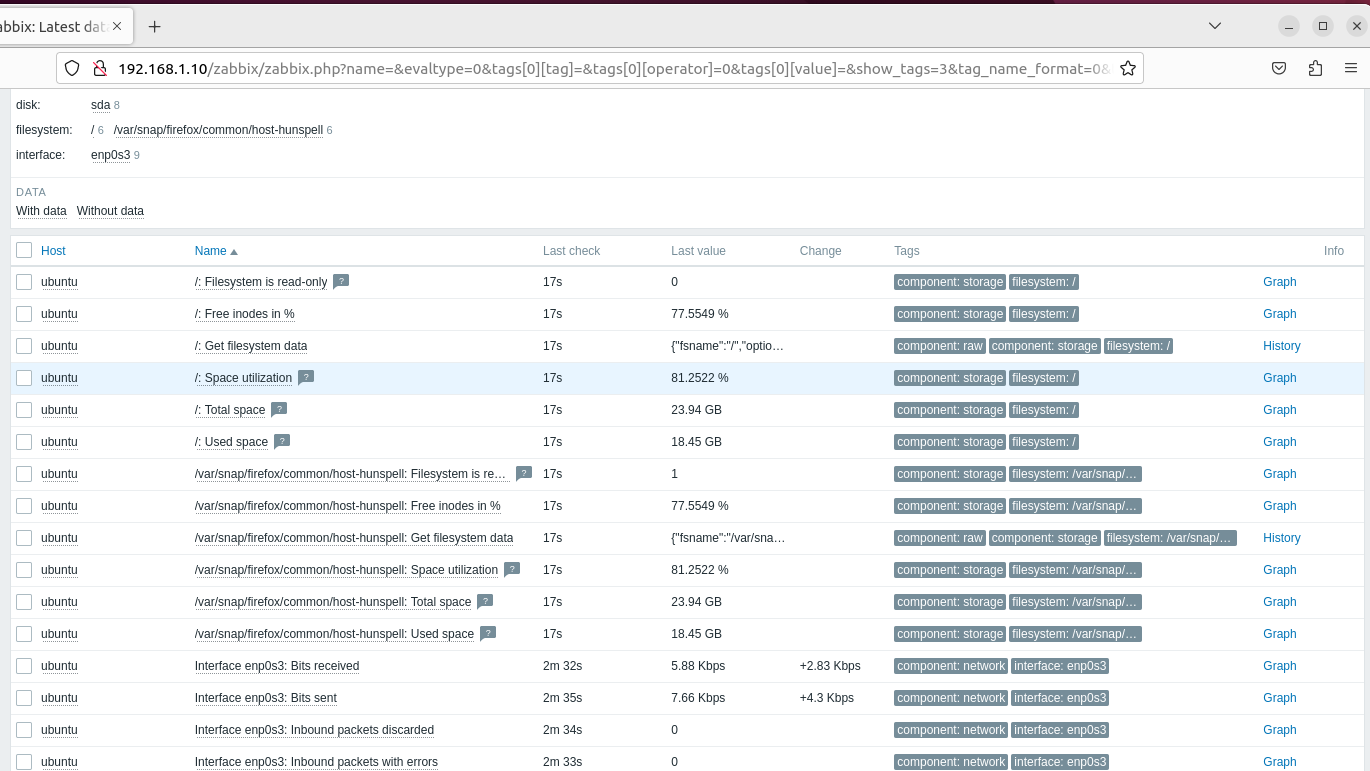 abbix: Latest dat
192.168.1.10/zabbix/zabbix.php?name=&evaltype=0&tags[0][tag]=&tags[0][operator]=0&tags[0][value]=&show_tags=3&tag_name_format=0&
disk: sda 8
filesystem: / 6 /var/snap/firefox/common/host-hunspell 6
interface: enp0s3 9
DATA
With data Without data
Host Name Last check Last value Change Tags Info
ubuntu /: Filesystem is read-only ? 17s 0 component: storage filesystem: / Graph
ubuntu /: Free inodes in % 17s 77.5549 % component: storage filesystem: / Graph
ubuntu /: Get filesystem data 17s {"fsname":"/","optio… component: raw component: storage filesystem: / History
ubuntu /: Space utilization ? 17s 81.2522 % component: storage filesystem: / Graph
ubuntu /: Total space ? 17s 23.94 GB component: storage filesystem: / Graph
ubuntu /: Used space ? 17s 18.45 GB component: storage filesystem: / Graph
ubuntu /var/snap/firefox/common/host-hunspell: Filesystem is re… ? 17s 1 component: storage filesystem: /var/snap/… Graph
ubuntu /var/snap/firefox/common/host-hunspell: Free inodes in % 17s 77.5549 % component: storage filesystem: /var/snap/… Graph
ubuntu /var/snap/firefox/common/host-hunspell: Get filesystem data 17s {"fsname":"/var/sna… component: raw component: storage filesystem: /var/snap/… History
ubuntu /var/snap/firefox/common/host-hunspell: Space utilization ? 17s 81.2522 % component: storage filesystem: /var/snap/… Graph
ubuntu /var/snap/firefox/common/host-hunspell: Total space ? 17s 23.94 GB component: storage filesystem: /var/snap/… Graph
ubuntu /var/snap/firefox/common/host-hunspell: Used space ? 17s 18.45 GB component: storage filesystem: /var/snap/… Graph
ubuntu Interface enp0s3: Bits received 2m 32s 5.88 Kbps +2.83 Kbps component: network interface: enp0s3 Graph
ubuntu Interface enp0s3: Bits sent 2m 35s 7.66 Kbps +4.3 Kbps component: network interface: enp0s3 Graph
ubuntu Interface enp0s3: Inbound packets discarded 2m 34s 0 component: network interface: enp0s3 Graph
ubuntu Interface enp0s3: Inbound packets with errors 2m 33s 0 component: network interface: enp0s3 Graph